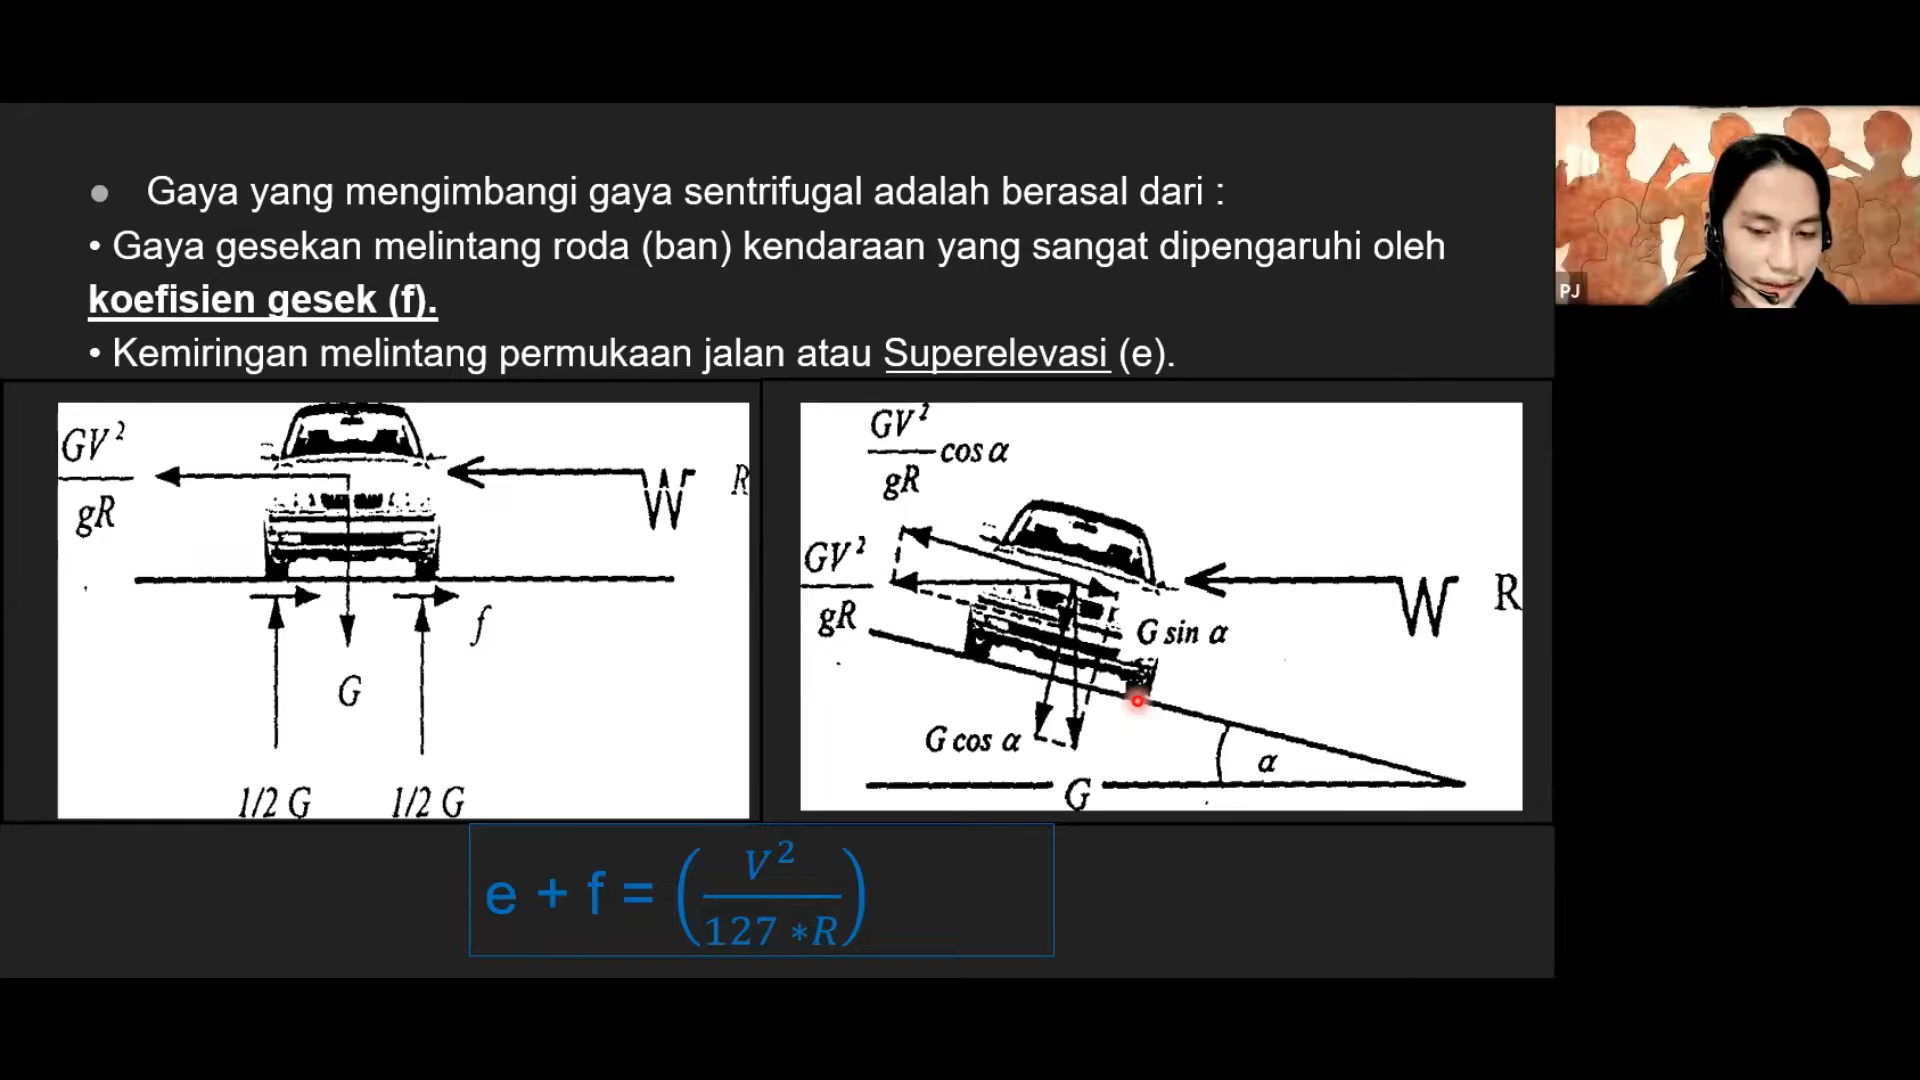 Gaya yang mengimbangi gaya sentrifugal adalah berasal dari :
• Gaya gesekan melintang roda (ban) kendaraan yang sangat dipengaruhi oleh
koefisien gesek (f).
• Kemiringan melintang permukaan jalan atau Superelevasi (e).
GV²
gR
W R
f
G
1/2 G 1/2 G
GV²
gR
cos α
GV²
gR
W R
G sin α
G cos α
α
G
e + f = (V² / 127 * R)
PJ